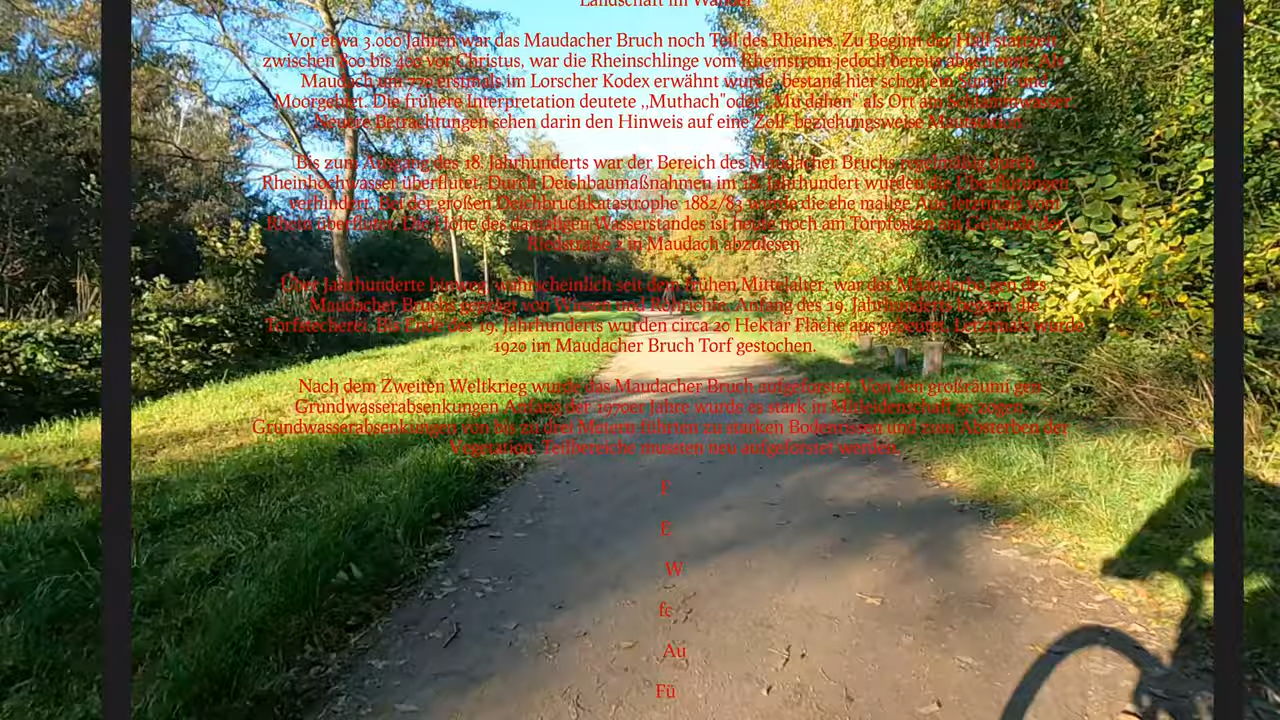 Landschaft im Wandel
Vor etwa 3.000 Jahren war das Maudacher Bruch noch Teil des Rheines. Zu Beginn der Hall stattzeit
zwischen 800 bis 400 vor Christus, war die Rheinschlinge vom Rheinstrom jedoch bereits abgetrennt. Als
Maudach um 770 erstmals im Lorscher Kodex erwähnt wurde, bestand hier schon ein Sumpf- und
Moorgebiet. Die frühere Interpretation deutete ,,Muthach"oder ,,Mu dahen" als Ort am Schlammwasser.
Neuere Betrachtungen sehen darin den Hinweis auf eine Zoll- beziehungsweise Mautstation.
Bis zum Ausgang des 18. Jahrhunderts war der Bereich des Maudacher Bruchs regelmäßig durch
Rheinhochwasser überflutet. Durch Deichbaumaßnahmen im 18. Jahrhundert wurden die Überflutungen
verhindert. Bei der großen Deichbruchkatastrophe 1882/83 wurde die ehe malige Aue letztmals vom
Rhein überflutet. Die Höhe des damaligen Wasserstandes ist heute noch am Torpfosten am Gebäude der
Riedstraße 2 in Maudach abzulesen.
Über Jahrhunderte hinweg, wahrscheinlich seit dem frühen Mittelalter, war der Mäanderbo gen des
Maudacher Bruchs geprägt von Wiesen und Röhrichte. Anfang des 19. Jahrhunderts begann die
Torfstecherei. Bis Ende des 19. Jahrhunderts wurden circa 20 Hektar Fläche aus gebeutet. Letztmals wurde
1920 im Maudacher Bruch Torf gestochen.
Nach dem Zweiten Weltkrieg wurde das Maudacher Bruch aufgeforstet. Von den großräumi gen
Grundwasserabsenkungen Anfang der 1970er Jahre wurde es stark in Mitleidenschaft ge zogen.
Grundwasserabsenkungen von bis zu drei Metern führten zu starken Bodenrissen und zum Absterben der
Vegetation. Teilbereiche mussten neu aufgeforstet werden.
E
W
fc
Au
Fü